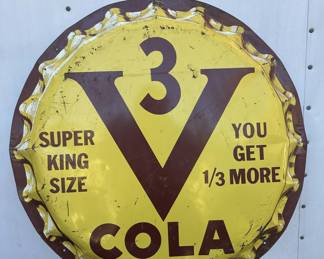 3
V
SUPER
KING
SIZE
YOU
GET
1/3 MORE
COLA